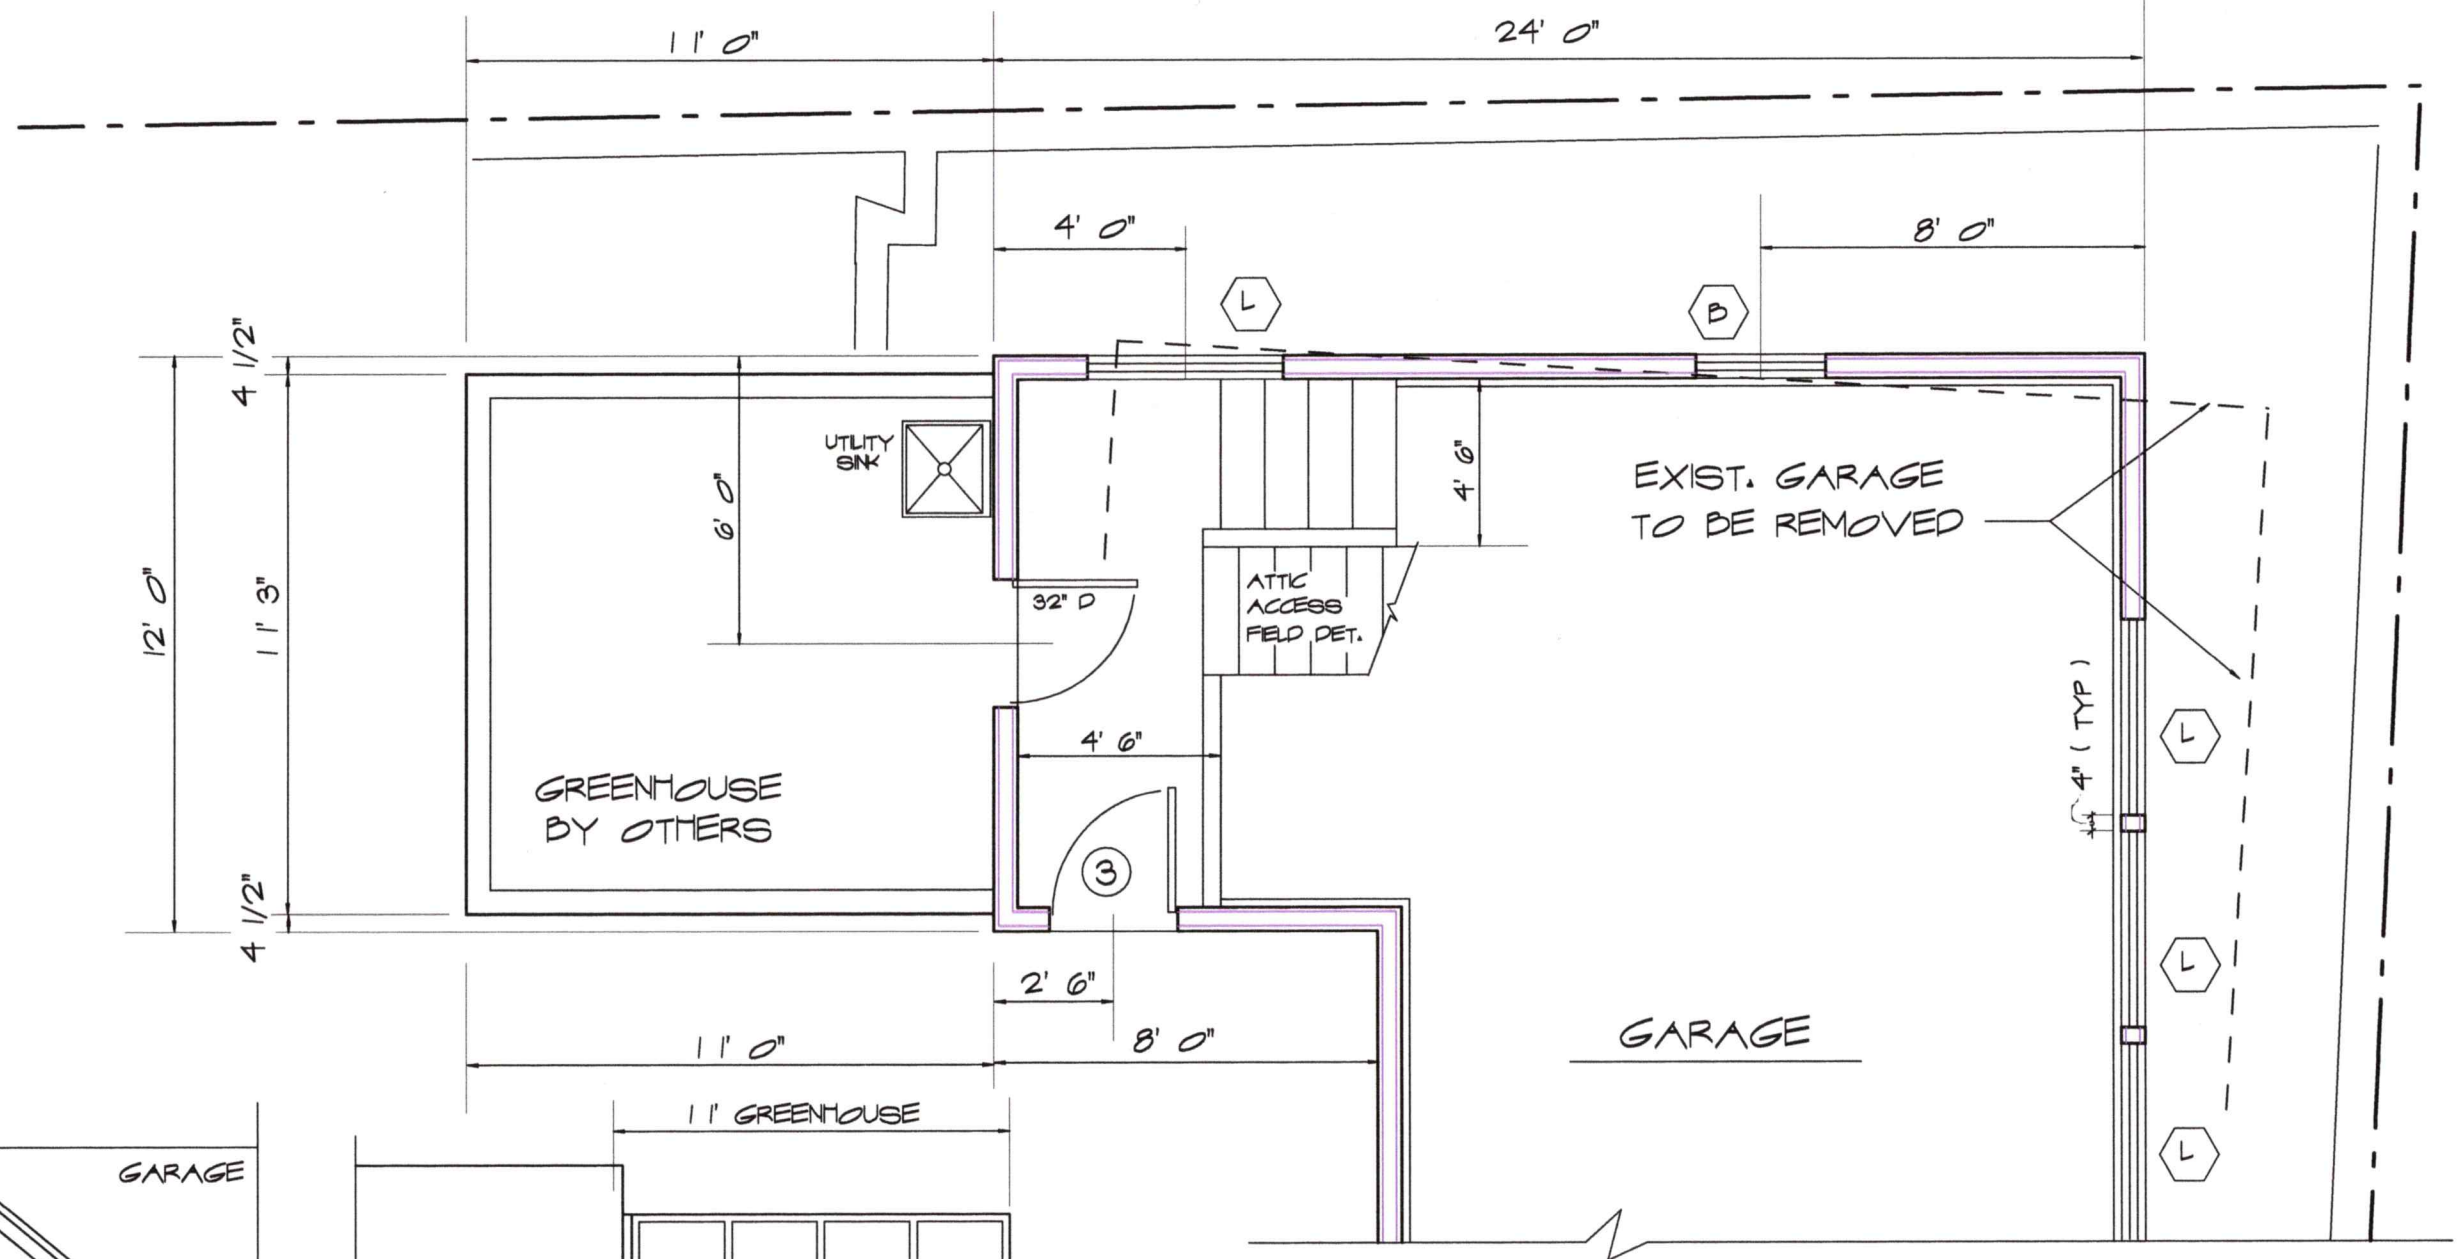 11' 0"
24' 0"
4' 0"
8' 0"
L
B
4 1/2"
12' 0"
11' 3"
4 1/2"
UTILITY
SINK
6' 0"
4' 6"
EXIST. GARAGE
TO BE REMOVED
32" D
ATTIC
ACCESS
FIELD DET.
4" ( TYP )
L
4' 6"
GREENHOUSE
BY OTHERS
3
L
2' 6"
11' 0"
8' 0"
GARAGE
11' GREENHOUSE
GARAGE
L